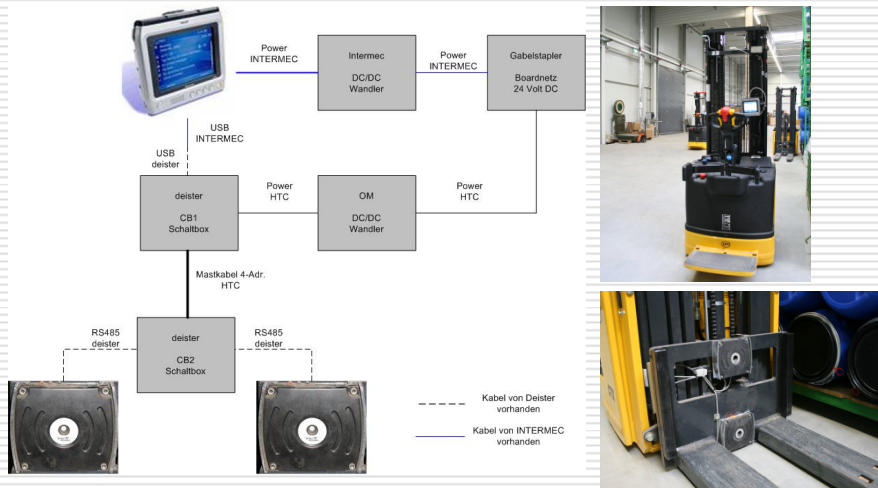 Power
INTERMEC
Intermec
DC/DC
Wandler
Power
INTERMEC
Gabelstapler
Boardnetz
24 Volt DC
USB
INTERMEC
USB
deister
deister
CB1
Schaltbox
Power
HTC
OM
DC/DC
Wandler
Power
HTC
Mastkabel 4-Adr.
HTC
RS485
deister
deister
CB2
Schaltbox
RS485
deister
Kabel von Deister
vorhanden
Kabel von INTERMEC
vorhanden